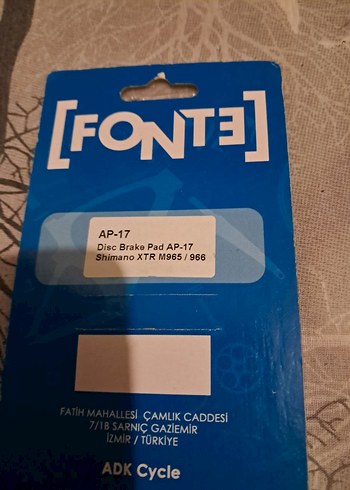 [FONTE]
AP-17
Disc Brake Pad AP-17
Shimano XTR M965 / 966
FATİH MAHALLESİ ÇAMLIK CADDESİ
7/1B SARNIÇ GAZİEMİR
İZMİR / TÜRKİYE
ADK Cycle